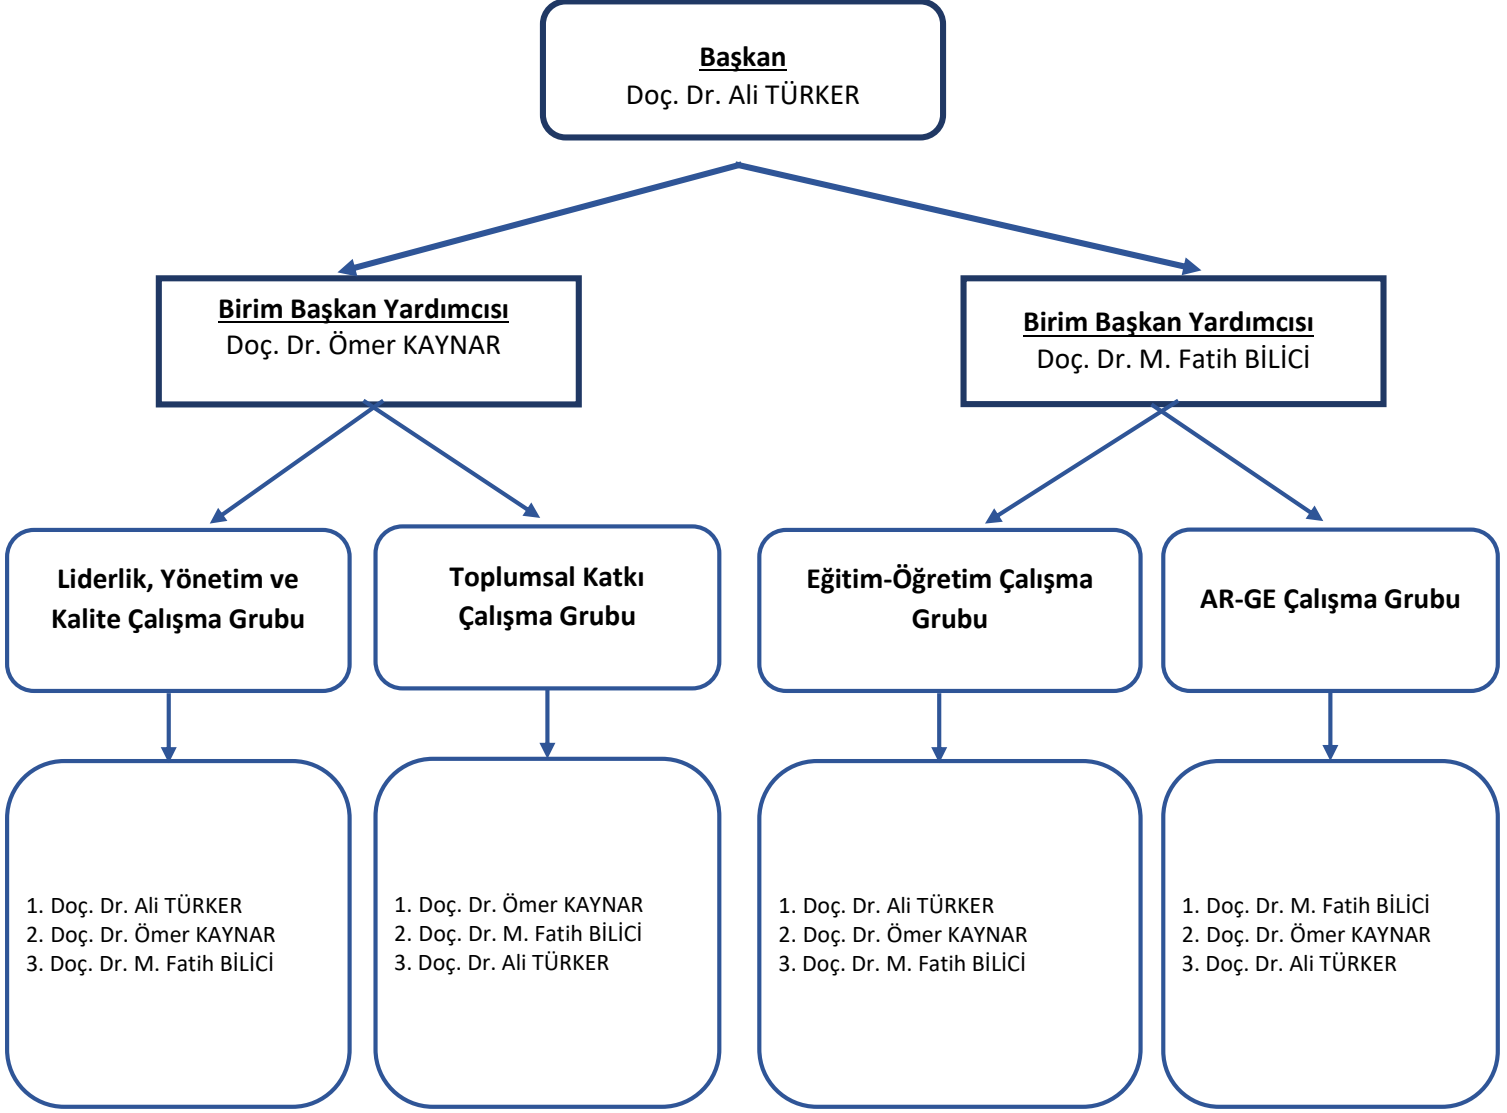 Başkan
Doç. Dr. Ali TÜRKER
Birim Başkan Yardımcısı
Doç. Dr. Ömer KAYNAR
Birim Başkan Yardımcısı
Doç. Dr. M. Fatih BİLİCİ
Liderlik, Yönetim ve
Kalite Çalışma Grubu
Toplumsal Katkı
Çalışma Grubu
Eğitim-Öğretim Çalışma
Grubu
AR-GE Çalışma Grubu
1. Doç. Dr. Ali TÜRKER
2. Doç. Dr. Ömer KAYNAR
3. Doç. Dr. M. Fatih BİLİCİ
1. Doç. Dr. Ömer KAYNAR
2. Doç. Dr. M. Fatih BİLİCİ
3. Doç. Dr. Ali TÜRKER
1. Doç. Dr. Ali TÜRKER
2. Doç. Dr. Ömer KAYNAR
3. Doç. Dr. M. Fatih BİLİCİ
1. Doç. Dr. M. Fatih BİLİCİ
2. Doç. Dr. Ömer KAYNAR
3. Doç. Dr. Ali TÜRKER